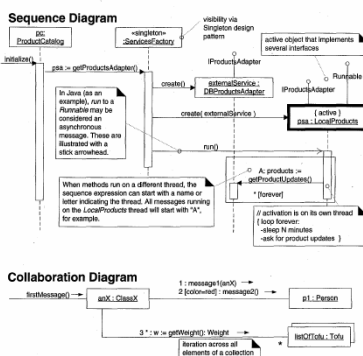 Sequence Diagram
pc:
ProductCatalog
«singleton»
:ServicesFactory
visibility via
Singleton design
pattern
active object that implements
several interfaces
initialize()
psa := getProductsAdapter()
IProductsAdapter
Runnable
IProductsAdapter
create()
externalService :
DBProductsAdapter
In Java (as an
example), run to a
Runnable may be
considered an
asynchronous
message. These are
illustrated with a
stick arrowhead.
create( externalService )
{ active }
psa : LocalProducts
run()
When methods run on a different thread, the
sequence expression can start with a name or
letter indicating the thread. All messages running
on the LocalProducts thread will start with "A",
for example.
A: products :=
getProductUpdates()
* [forever]
// activation is on its own thread
{ loop forever:
-sleep N minutes
-ask for product updates }
Collaboration Diagram
firstMessage()
anX : ClassX
1 : message1(anX)
2 [color=red] : message2()
p1 : Person
3 * : w := getWeight(): Weight
*
listOfTofu : Tofu
iteration across all
elements of a collection